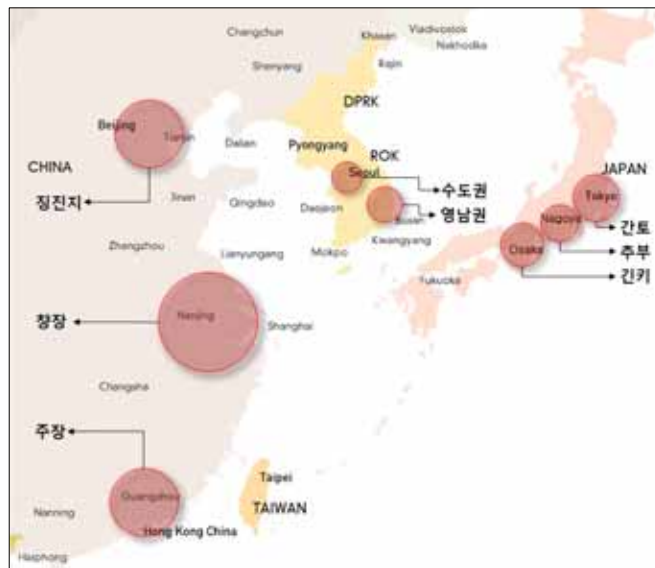 Changchun
Khasan
Vladivostok
Nakhodka
Shenyang
Rajin
DPRK
Beijing
Tianjin
Dalian
Pyongyang
ROK
CHINA
Seoul
JAPAN
징진지
수도권
Jinan
Qingdao
Daejeon
영남권
Busan
Tokyo
간토
Nagoya
Zhengzhou
Lianyungang
Mokpo
Kwangyang
Osaka
주부
Fukuoka
긴키
창장
Nanjing
Shanghai
Changsha
주장
Guangzhou
Taipei
Nanning
TAIWAN
Hong Kong China
Haiphong